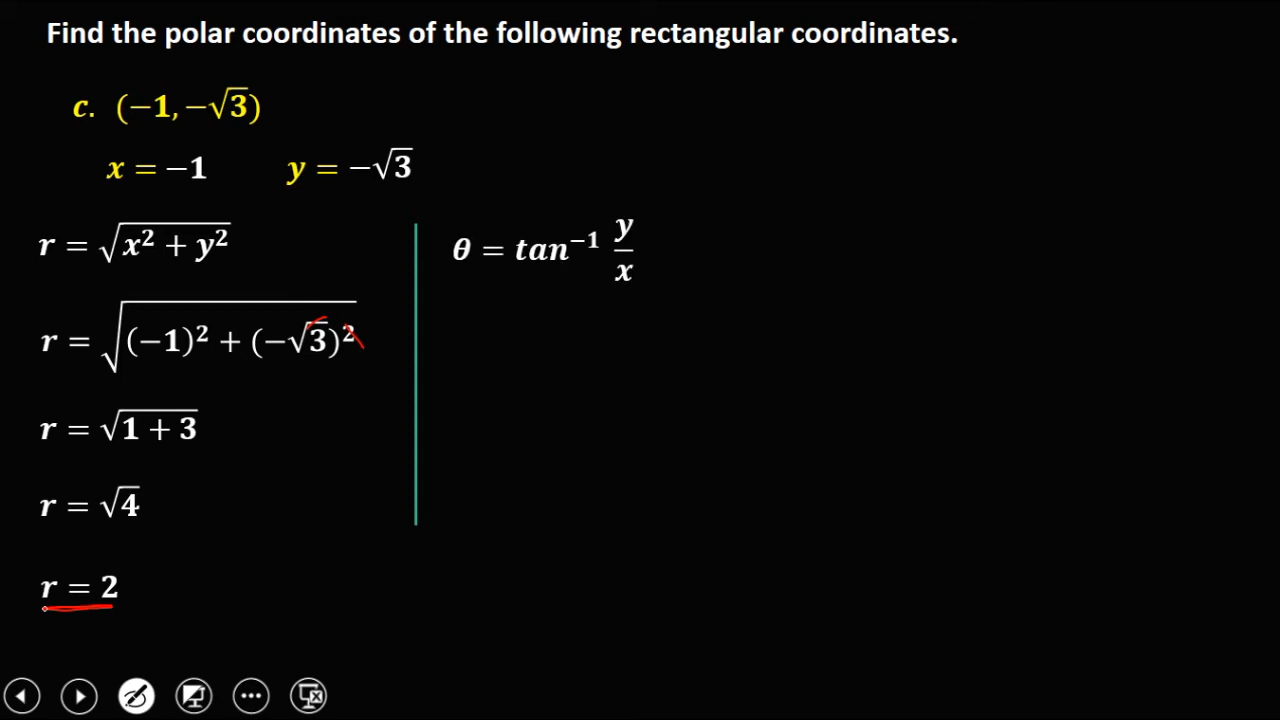 Find the polar coordinates of the following rectangular coordinates.
c. (−1, −√3)
x = −1 y = −√3
r = √(x² + y²)
r = √((−1)² + (−√3)²)
r = √(1 + 3)
r = √4
r = 2
θ = tan⁻¹ y/x